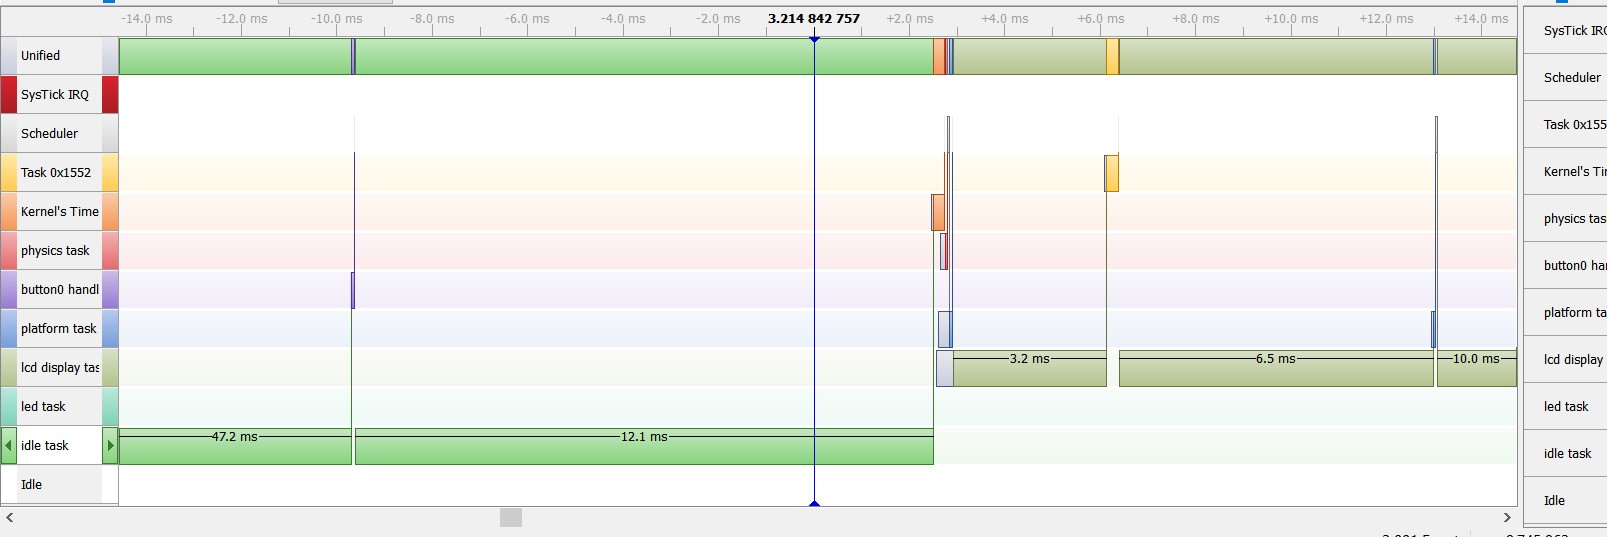 -14.0 ms -12.0 ms -10.0 ms -8.0 ms -6.0 ms -4.0 ms -2.0 ms 3.214 842 757 +2.0 ms +4.0 ms +6.0 ms +8.0 ms +10.0 ms +12.0 ms +14.0 ms
Unified
SysTick IRQ
Scheduler
Task 0x1552
Kernel's Time
physics task
button0 handl
platform task
lcd display tas 3.2 ms 6.5 ms 10.0 ms
led task
idle task 47.2 ms 12.1 ms
Idle
SysTick IRQ
Scheduler
Task 0x155
Kernel's Ti
physics tas
button0 ha
platform ta
lcd display
led task
idle task
Idle